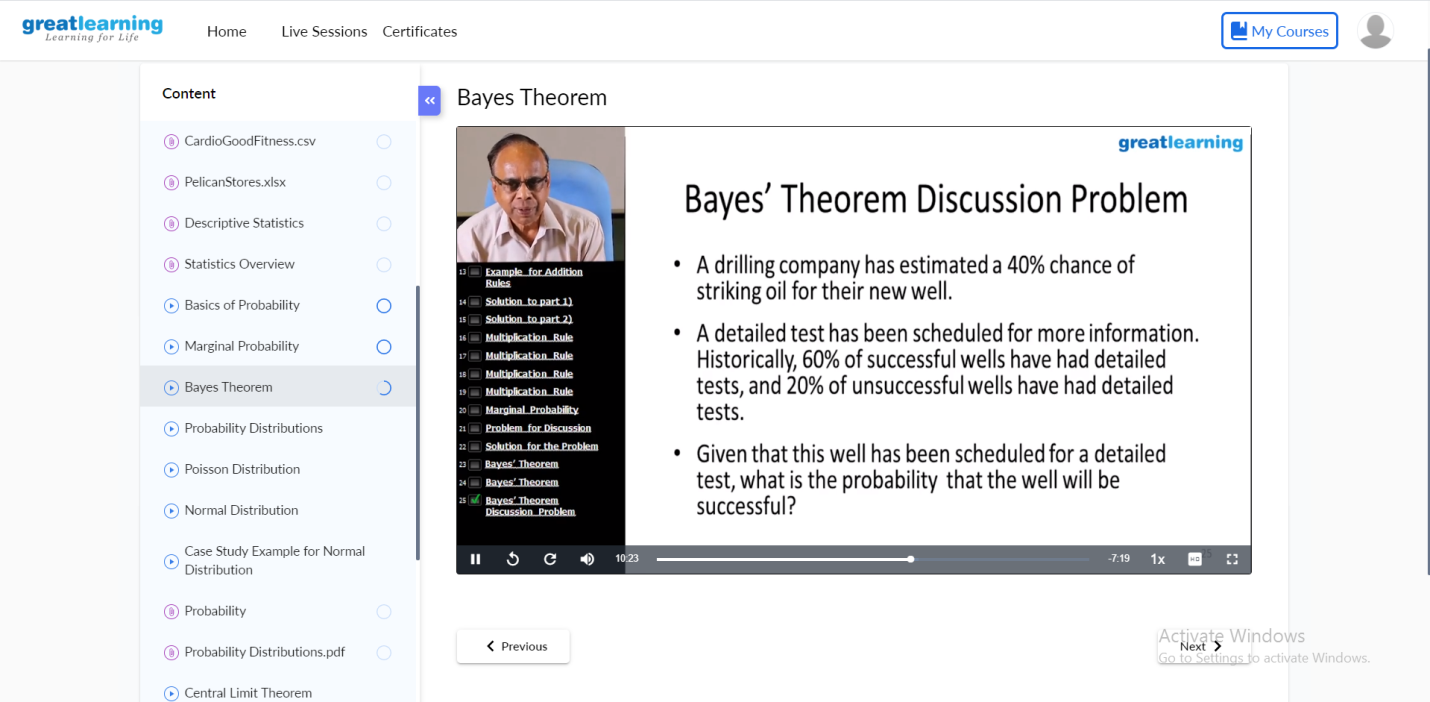 greatlearning
Learning for Life
Home
Live Sessions
Certificates
My Courses
Content
CardioGoodFitness.csv
PelicanStores.xlsx
Descriptive Statistics
Statistics Overview
Basics of Probability
Marginal Probability
Bayes Theorem
Probability Distributions
Poisson Distribution
Normal Distribution
Case Study Example for Normal
Distribution
Probability
Probability Distributions.pdf
Central Limit Theorem
«
Bayes Theorem
13 Example for Addition
Rules
14 Solution to part 1)
15 Solution to part 2)
16 Multiplication Rule
17 Multiplication Rule
18 Multiplication Rule
19 Multiplication Rule
20 Marginal Probability
21 Problem for Discussion
22 Solution for the Problem
23 Bayes' Theorem
24 Bayes' Theorem
25 Bayes' Theorem
Discussion Problem
greatlearning
Bayes' Theorem Discussion Problem
• A drilling company has estimated a 40% chance of
striking oil for their new well.
• A detailed test has been scheduled for more information.
Historically, 60% of successful wells have had detailed
tests, and 20% of unsuccessful wells have had detailed
tests.
• Given that this well has been scheduled for a detailed
test, what is the probability that the well will be
successful?
10:23
-7:19
1x
HD
25
Previous
Next
Activate Windows
Go to Settings to activate Windows.